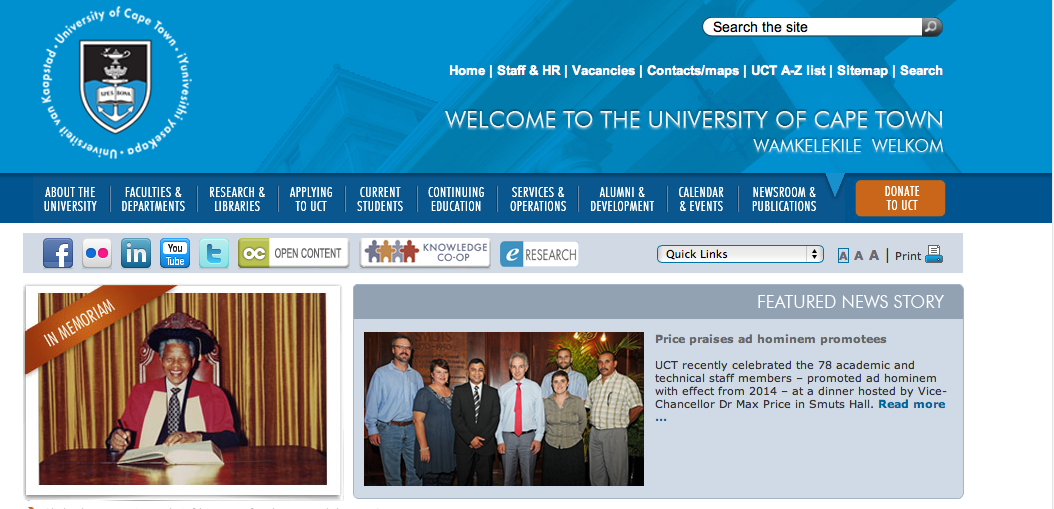 University of Cape Town · iYunivesithi yaseKapa · Universiteit van Kaapstad ·
SPES BONA
Search the site
Home | Staff & HR | Vacancies | Contacts/maps | UCT A-Z list | Sitemap | Search
WELCOME TO THE UNIVERSITY OF CAPE TOWN
WAMKELEKILE WELKOM
ABOUT THE
UNIVERSITY
FACULTIES &
DEPARTMENTS
RESEARCH &
LIBRARIES
APPLYING
TO UCT
CURRENT
STUDENTS
CONTINUING
EDUCATION
SERVICES &
OPERATIONS
ALUMNI &
DEVELOPMENT
CALENDAR
& EVENTS
NEWSROOM &
PUBLICATIONS
DONATE
TO UCT
f
in
You
Tube
t
oc OPEN CONTENT
KNOWLEDGE
CO-OP
e RESEARCH
Quick Links
A A A | Print
IN MEMORIAM
FEATURED NEWS STORY
Price praises ad hominem promotees
UCT recently celebrated the 78 academic and
technical staff members – promoted ad hominem
with effect from 2014 – at a dinner hosted by Vice-
Chancellor Dr Max Price in Smuts Hall. Read more
...